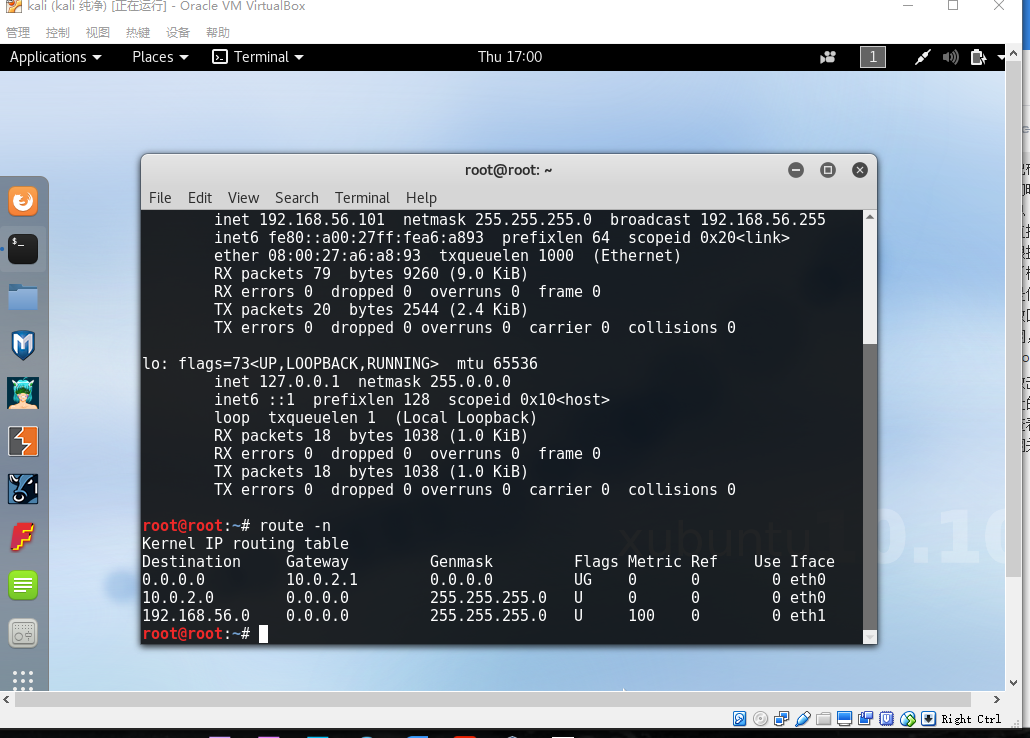 kali (kali 纯净) [正在运行] - Oracle VM VirtualBox
管理 控制 视图 热键 设备 帮助
Applications Places Terminal Thu 17:00 1
root@root: ~
File Edit View Search Terminal Help
inet 192.168.56.101 netmask 255.255.255.0 broadcast 192.168.56.255
inet6 fe80::a00:27ff:fea6:a893 prefixlen 64 scopeid 0x20<link>
ether 08:00:27:a6:a8:93 txqueuelen 1000 (Ethernet)
RX packets 79 bytes 9260 (9.0 KiB)
RX errors 0 dropped 0 overruns 0 frame 0
TX packets 20 bytes 2544 (2.4 KiB)
TX errors 0 dropped 0 overruns 0 carrier 0 collisions 0
lo: flags=73<UP,LOOPBACK,RUNNING> mtu 65536
inet 127.0.0.1 netmask 255.0.0.0
inet6 ::1 prefixlen 128 scopeid 0x10<host>
loop txqueuelen 1 (Local Loopback)
RX packets 18 bytes 1038 (1.0 KiB)
RX errors 0 dropped 0 overruns 0 frame 0
TX packets 18 bytes 1038 (1.0 KiB)
TX errors 0 dropped 0 overruns 0 carrier 0 collisions 0
root@root:~# route -n
Kernel IP routing table
Destination Gateway Genmask Flags Metric Ref Use Iface
0.0.0.0 10.0.2.1 0.0.0.0 UG 0 0 0 eth0
10.0.2.0 0.0.0.0 255.255.255.0 U 0 0 0 eth0
192.168.56.0 0.0.0.0 255.255.255.0 U 100 0 0 eth1
root@root:~#
xubuntu 10.10
Right Ctrl